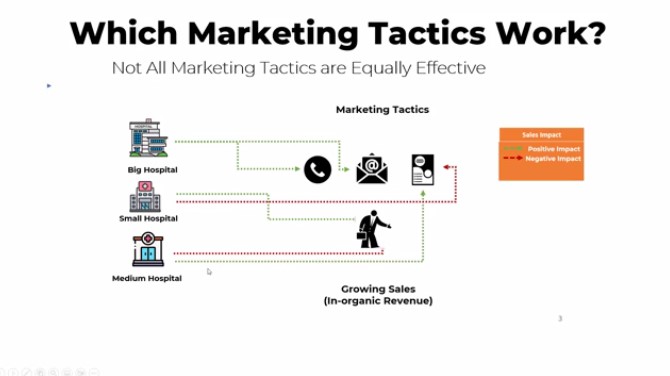 Which Marketing Tactics Work?
Not All Marketing Tactics are Equally Effective
Marketing Tactics
Sales Impact
Positive Impact
Negative Impact
HOSPITAL
Big Hospital
Small Hospital
Medium Hospital
Growing Sales
(In-organic Revenue)
3